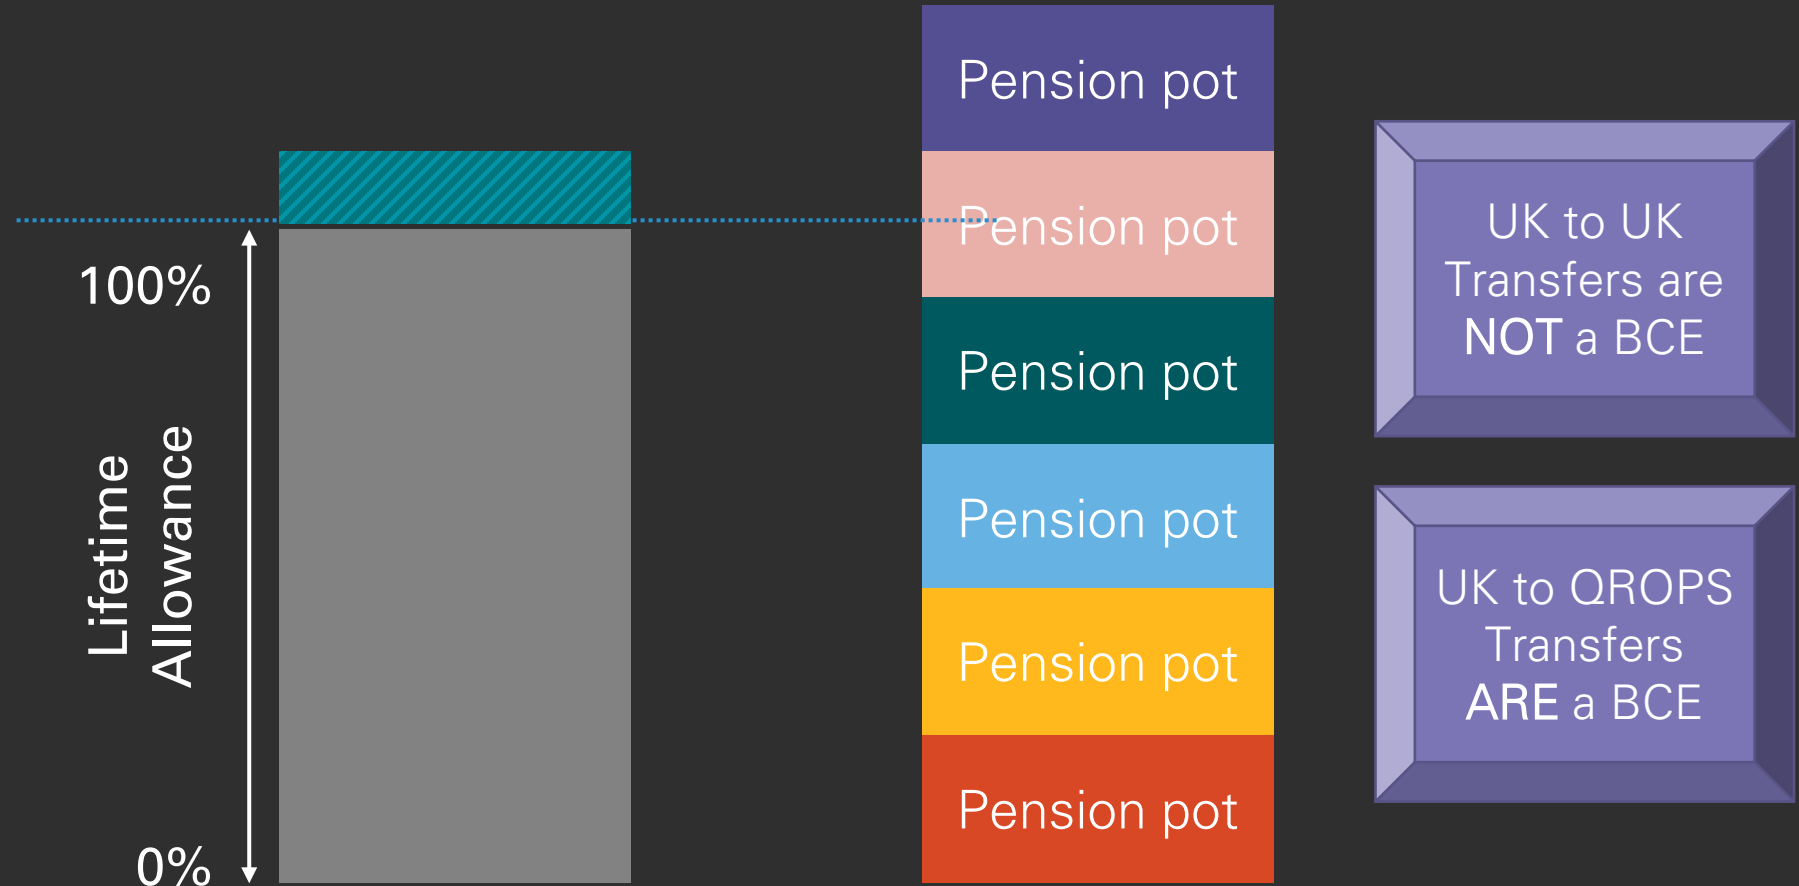 100%
Lifetime
Allowance
0%
Pension pot
Pension pot
Pension pot
Pension pot
Pension pot
Pension pot
UK to UK
Transfers are
NOT a BCE
UK to QROPS
Transfers
ARE a BCE